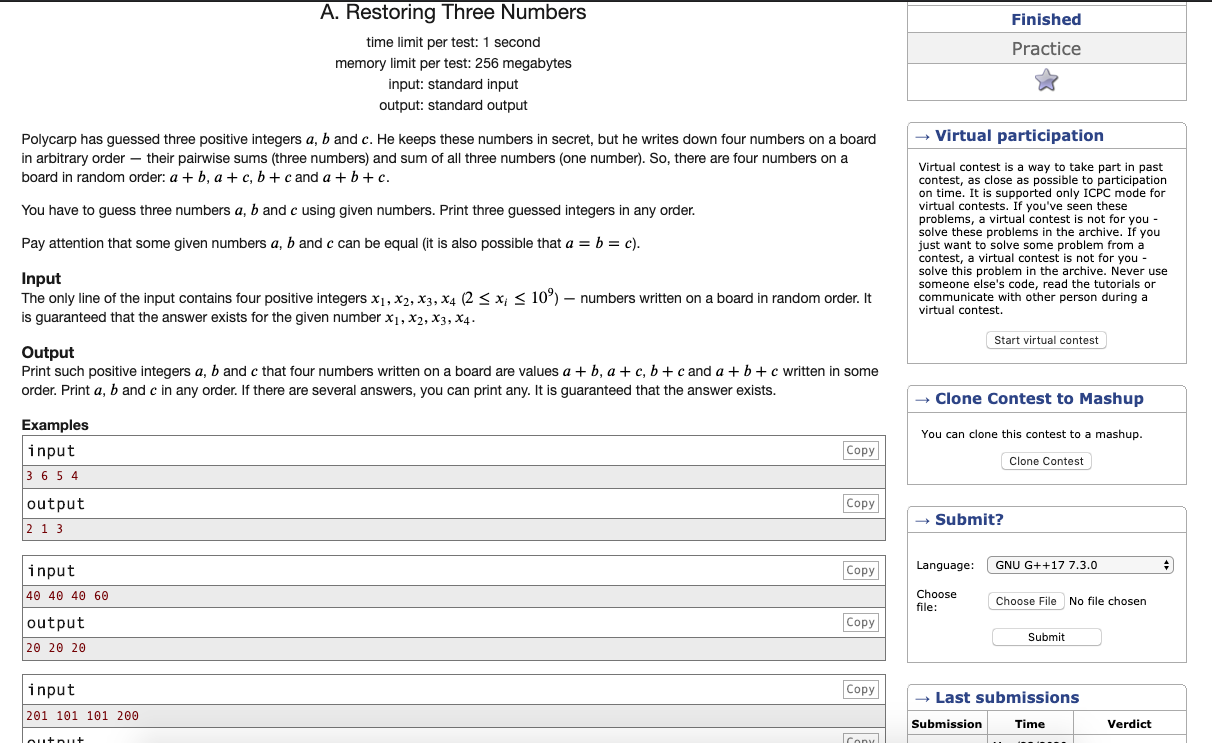 A. Restoring Three Numbers
time limit per test: 1 second
memory limit per test: 256 megabytes
input: standard input
output: standard output
Polycarp has guessed three positive integers a, b and c. He keeps these numbers in secret, but he writes down four numbers on a board
in arbitrary order — their pairwise sums (three numbers) and sum of all three numbers (one number). So, there are four numbers on a
board in random order: a + b, a + c, b + c and a + b + c.
You have to guess three numbers a, b and c using given numbers. Print three guessed integers in any order.
Pay attention that some given numbers a, b and c can be equal (it is also possible that a = b = c).
Input
The only line of the input contains four positive integers x₁, x₂, x₃, x₄ (2 ≤ xᵢ ≤ 10⁹) — numbers written on a board in random order. It
is guaranteed that the answer exists for the given number x₁, x₂, x₃, x₄.
Output
Print such positive integers a, b and c that four numbers written on a board are values a + b, a + c, b + c and a + b + c written in some
order. Print a, b and c in any order. If there are several answers, you can print any. It is guaranteed that the answer exists.
Examples
input
Copy
3 6 5 4
output
Copy
2 1 3
input
Copy
40 40 40 60
output
Copy
20 20 20
input
Copy
201 101 101 200
output
Copy
Finished
Practice
→ Virtual participation
Virtual contest is a way to take part in past
contest, as close as possible to participation
on time. It is supported only ICPC mode for
virtual contests. If you've seen these
problems, a virtual contest is not for you -
solve these problems in the archive. If you
just want to solve some problem from a
contest, a virtual contest is not for you -
solve this problem in the archive. Never use
someone else's code, read the tutorials or
communicate with other person during a
virtual contest.
Start virtual contest
→ Clone Contest to Mashup
You can clone this contest to a mashup.
Clone Contest
→ Submit?
Language: GNU G++17 7.3.0
Choose
file: Choose File No file chosen
Submit
→ Last submissions
Submission Time Verdict